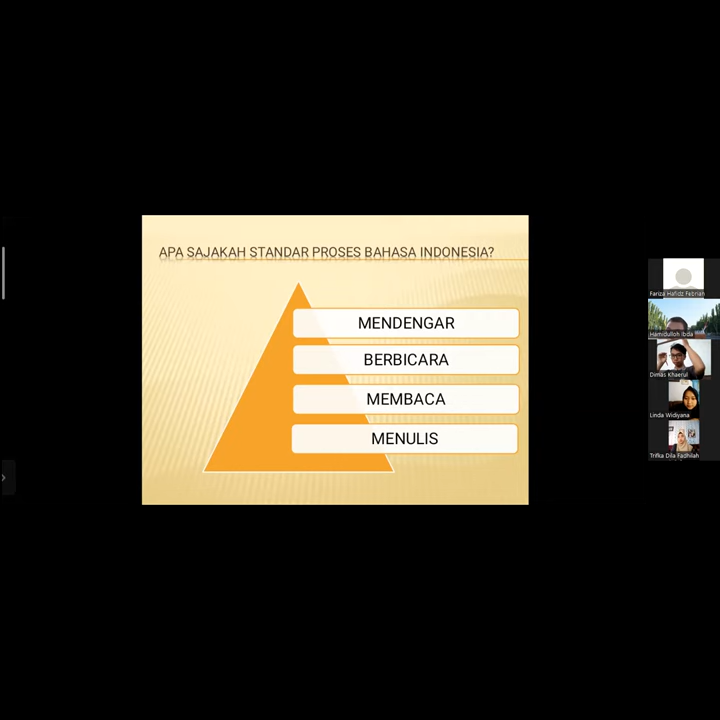 APA SAJAKAH STANDAR PROSES BAHASA INDONESIA?
MENDENGAR
BERBICARA
MEMBACA
MENULIS
Fariza Hafidz Febrian
Hamidulloh Ibda
Dimas Khaerul
Linda Widiyana
Trifka Dila Fadhilah